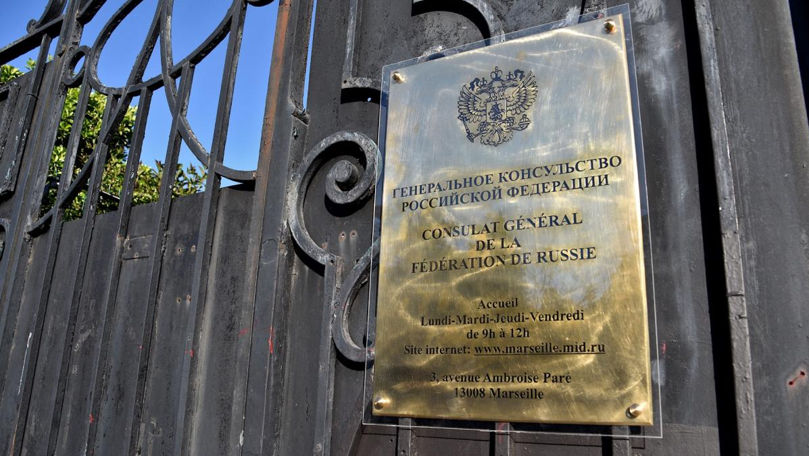 ГЕНЕРАЛЬНОЕ КОНСУЛЬСТВО
РОССИЙСКОЙ ФЕДЕРАЦИИ
CONSULAT GÉNÉRAL
DE LA
FÉDÉRATION DE RUSSIE
Accueil
Lundi-Mardi-Jeudi-Vendredi
de 9h à 12h
Site internet: www.marseille.mid.ru
3, avenue Ambroise Paré
13008 Marseille